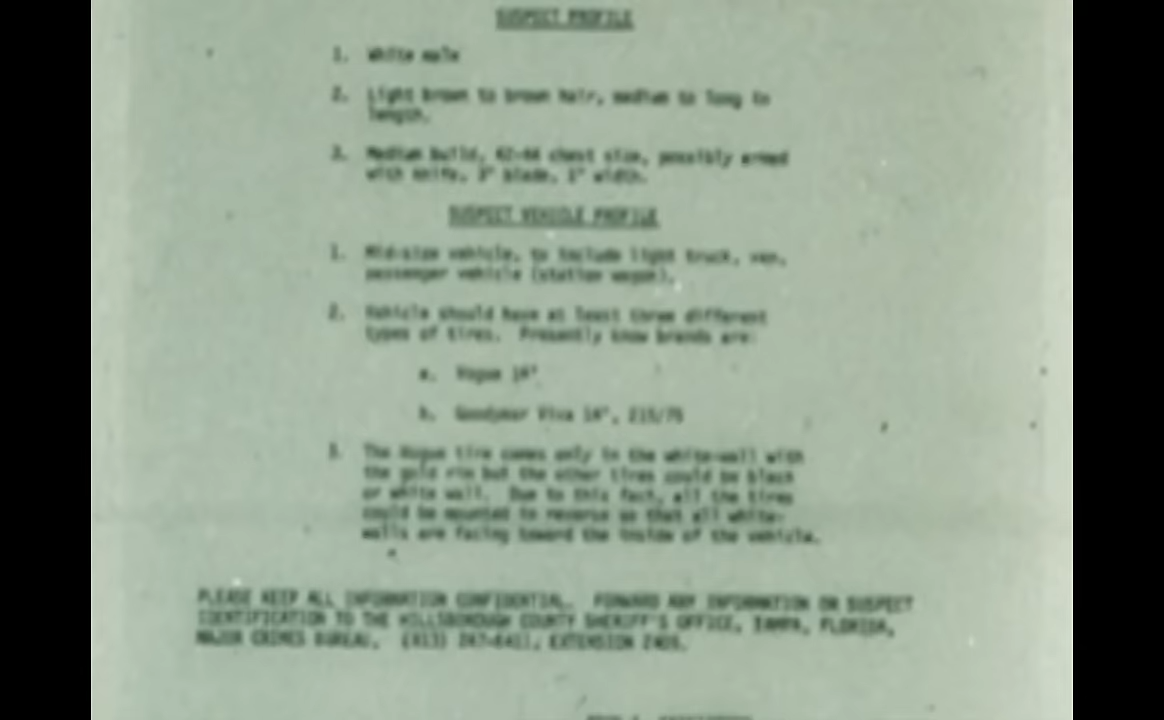 SUSPECT PROFILE
1. White male
2. Light brown to brown hair, medium to long in
length.
3. Medium build, 42-44 chest size, possibly armed
with knife, 3" blade, 1" width.
SUSPECT VEHICLE PROFILE
1. Mid-size vehicle, to include light truck, van,
passenger vehicle (station wagon).
2. Vehicle should have at least three different
types of tires. Presently know brands are:
a. Vogue 14"
b. Goodyear Viva 14", 215/75
3. The Vogue tire comes only in the white-wall with
the gold rim but the other tires could be black
or white wall. Due to this fact, all the tires
could be mounted in reverse so that all white-
walls are facing toward the inside of the vehicle.
PLEASE KEEP ALL INFORMATION CONFIDENTIAL. FORWARD ANY INFORMATION OR SUSPECT
IDENTIFICATION TO THE HILLSBOROUGH COUNTY SHERIFF'S OFFICE, TAMPA, FLORIDA,
MAJOR CRIMES BUREAU, (813) 247-6411, EXTENSION